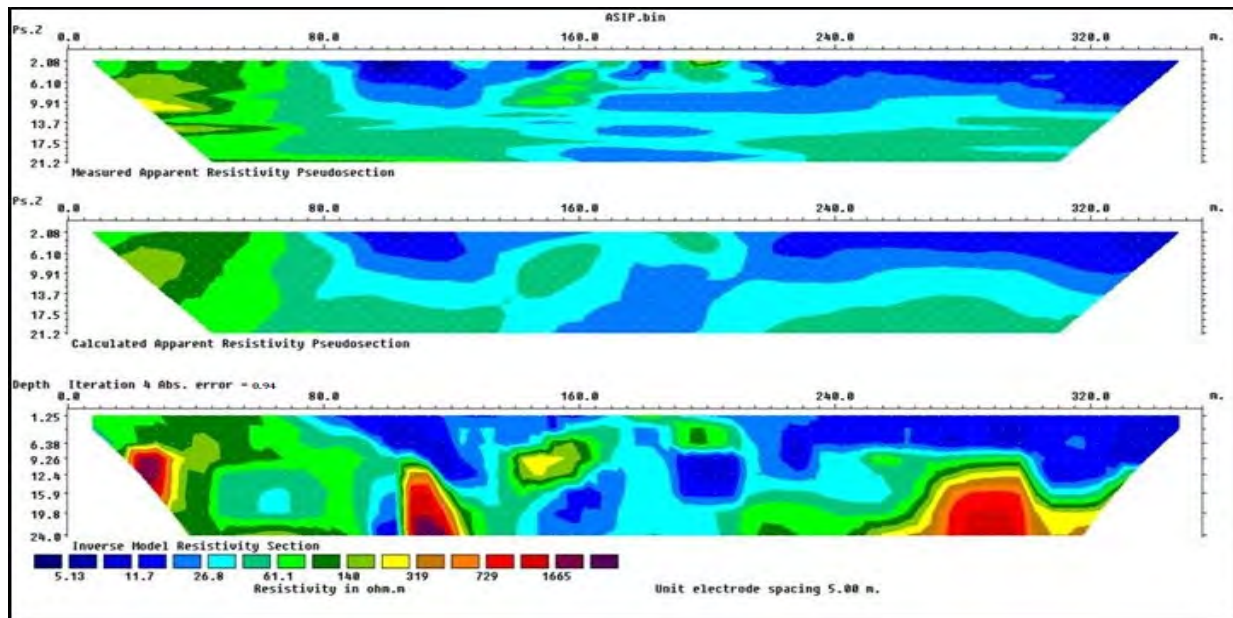 ASIP.bin
Ps.Z 0.0 80.0 160.0 240.0 320.0 m.
2.08
6.10
9.91
13.7
17.5
21.2
Measured Apparent Resistivity Pseudosection
Ps.Z 0.0 80.0 160.0 240.0 320.0 m.
2.08
6.10
9.91
13.7
17.5
21.2
Calculated Apparent Resistivity Pseudosection
Depth Iteration 4 Abs. error = 0.94
0.0 80.0 160.0 240.0 320.0 m.
1.25
6.38
9.26
12.4
15.9
19.8
24.0
Inverse Model Resistivity Section
5.13 11.7 26.8 61.1 140 319 729 1665
Resistivity in ohm.m Unit electrode spacing 5.00 m.